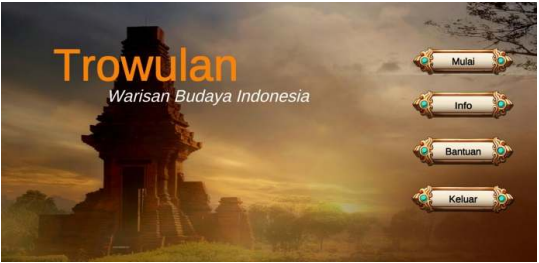 Trowulan
Warisan Budaya Indonesia
Mulai
Info
Bantuan
Keluar